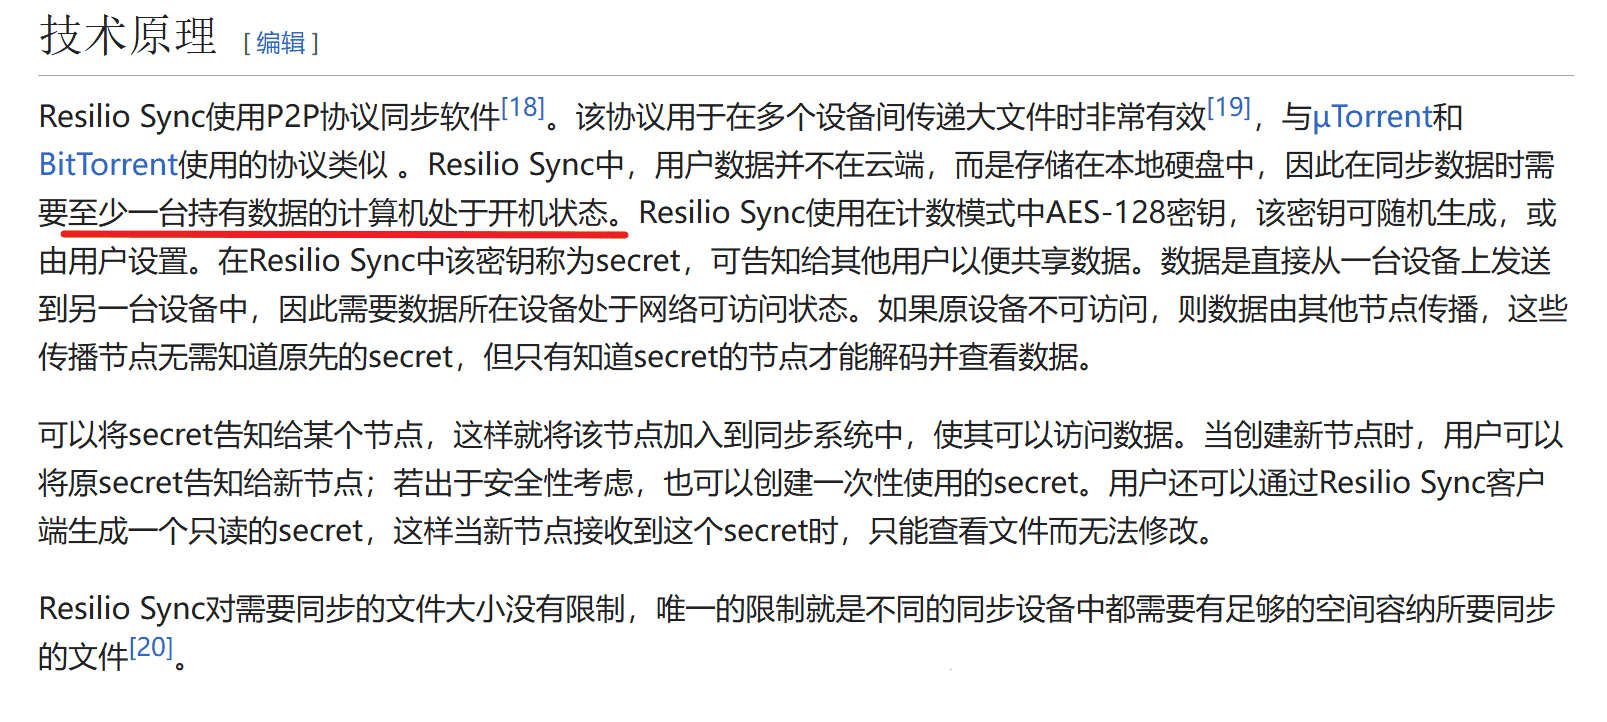 技术原理 [编辑]
Resilio Sync使用P2P协议同步软件[18]。该协议用于在多个设备间传递大文件时非常有效[19]，与μTorrent和
BitTorrent使用的协议类似 。Resilio Sync中，用户数据并不在云端，而是存储在本地硬盘中，因此在同步数据时需
要至少一台持有数据的计算机处于开机状态。Resilio Sync使用在计数模式中AES-128密钥，该密钥可随机生成，或
由用户设置。在Resilio Sync中该密钥称为secret，可告知给其他用户以便共享数据。数据是直接从一台设备上发送
到另一台设备中，因此需要数据所在设备处于网络可访问状态。如果原设备不可访问，则数据由其他节点传播，这些
传播节点无需知道原先的secret，但只有知道secret的节点才能解码并查看数据。
可以将secret告知给某个节点，这样就将该节点加入到同步系统中，使其可以访问数据。当创建新节点时，用户可以
将原secret告知给新节点；若出于安全性考虑，也可以创建一次性使用的secret。用户还可以通过Resilio Sync客户
端生成一个只读的secret，这样当新节点接收到这个secret时，只能查看文件而无法修改。
Resilio Sync对需要同步的文件大小没有限制，唯一的限制就是不同的同步设备中都需要有足够的空间容纳所要同步
的文件[20]。